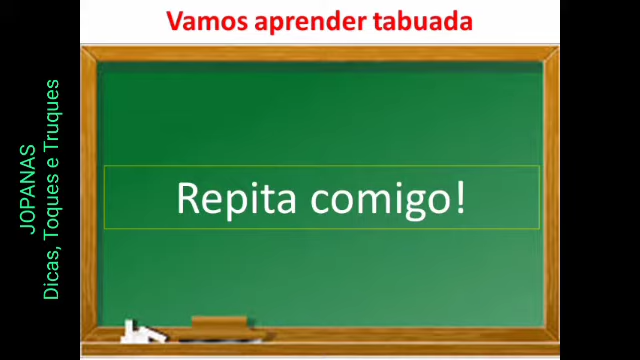 Vamos aprender tabuada
JOPANAS
Dicas, Toques e Truques
Repita comigo!